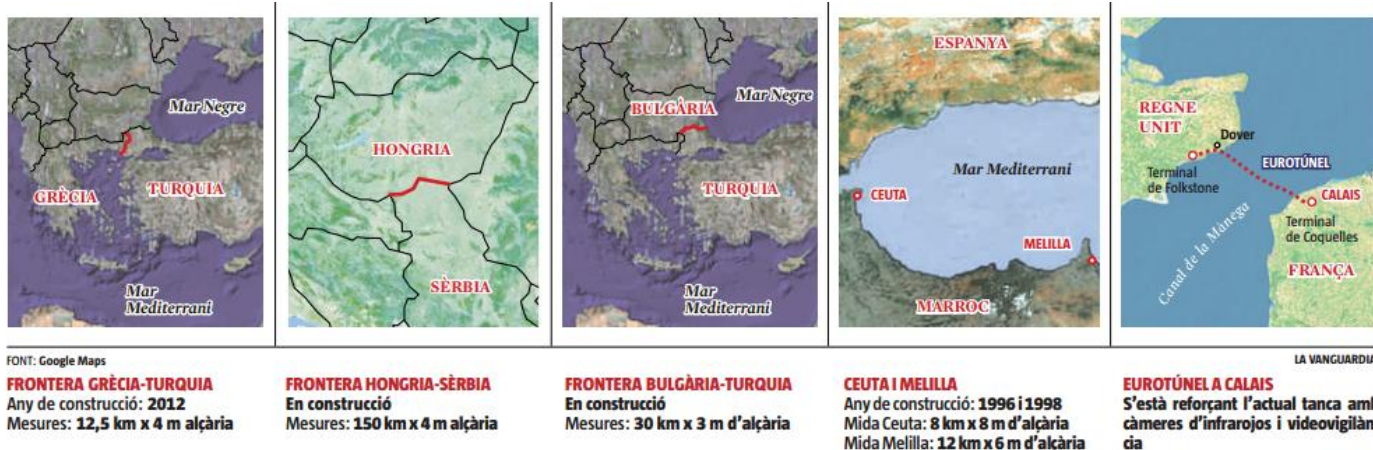 Mar Negre
GRÈCIA
TURQUIA
Mar
Mediterrani
HONGRIA
SÈRBIA
BULGÀRIA
Mar Negre
TURQUIA
Mar
Mediterrani
ESPANYA
Mar Mediterrani
CEUTA
MELILLA
MARROC
REGNE
UNIT
Dover
EUROTÚNEL
Terminal
de Folkstone
CALAIS
Terminal
de Coquelles
Canal de la Mànega
FRANÇA
FONT: Google Maps
LA VANGUARDIA
FRONTERA GRÈCIA-TURQUIA
Any de construcció: 2012
Mesures: 12,5 km x 4 m alçària
FRONTERA HONGRIA-SÈRBIA
En construcció
Mesures: 150 km x 4 m alçària
FRONTERA BULGÀRIA-TURQUIA
En construcció
Mesures: 30 km x 3 m d'alçària
CEUTA I MELILLA
Any de construcció: 1996 i 1998
Mida Ceuta: 8 km x 8 m d'alçària
Mida Melilla: 12 km x 6 m d'alçària
EUROTÚNEL A CALAIS
S'està reforçant l'actual tanca amb
càmeres d'infrarojos i videovigilàn
cia